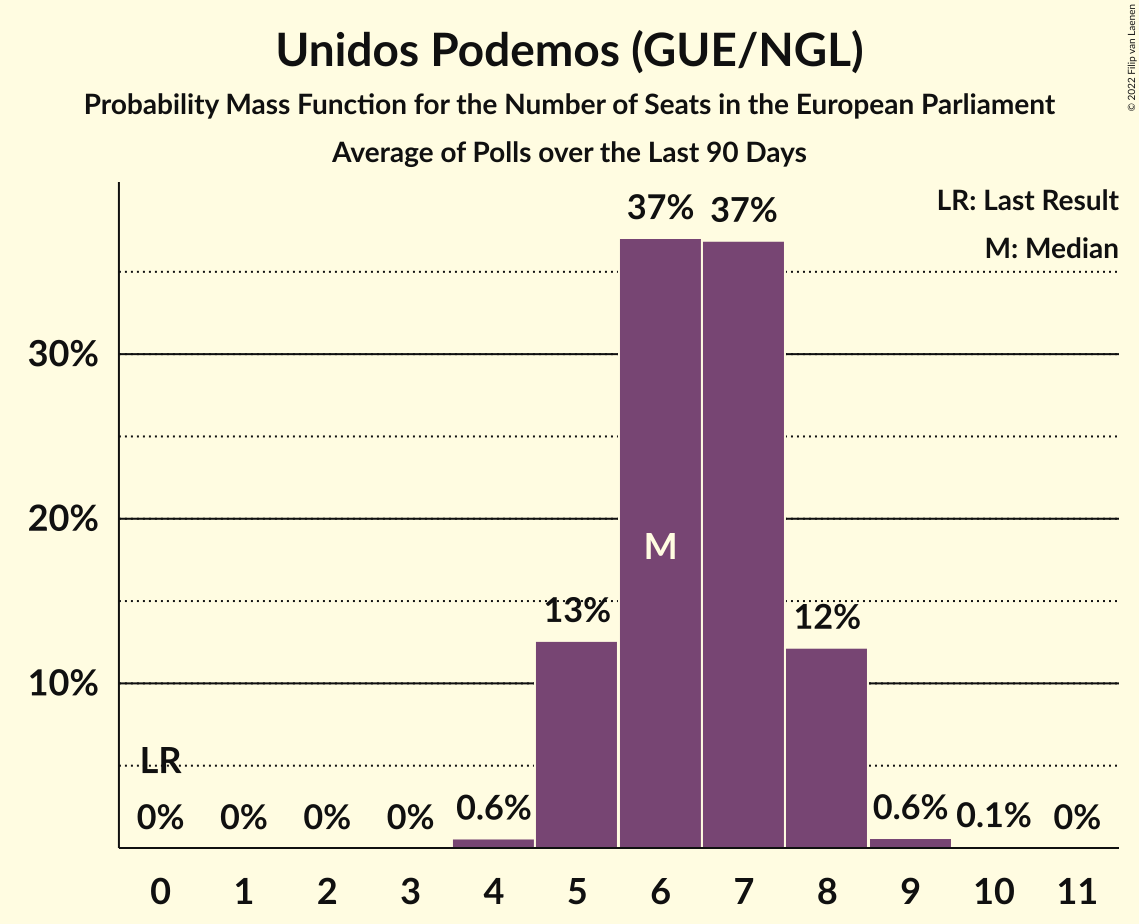 Unidos Podemos (GUE/NGL)
Probability Mass Function for the Number of Seats in the European Parliament
Average of Polls over the Last 90 Days
© 2022 Filip van Laenen
LR: Last Result
M: Median
37% 37%
30%
20%
M
13% 12%
10%
LR
0% 0% 0% 0% 0.6% 0.6% 0.1% 0%
0 1 2 3 4 5 6 7 8 9 10 11